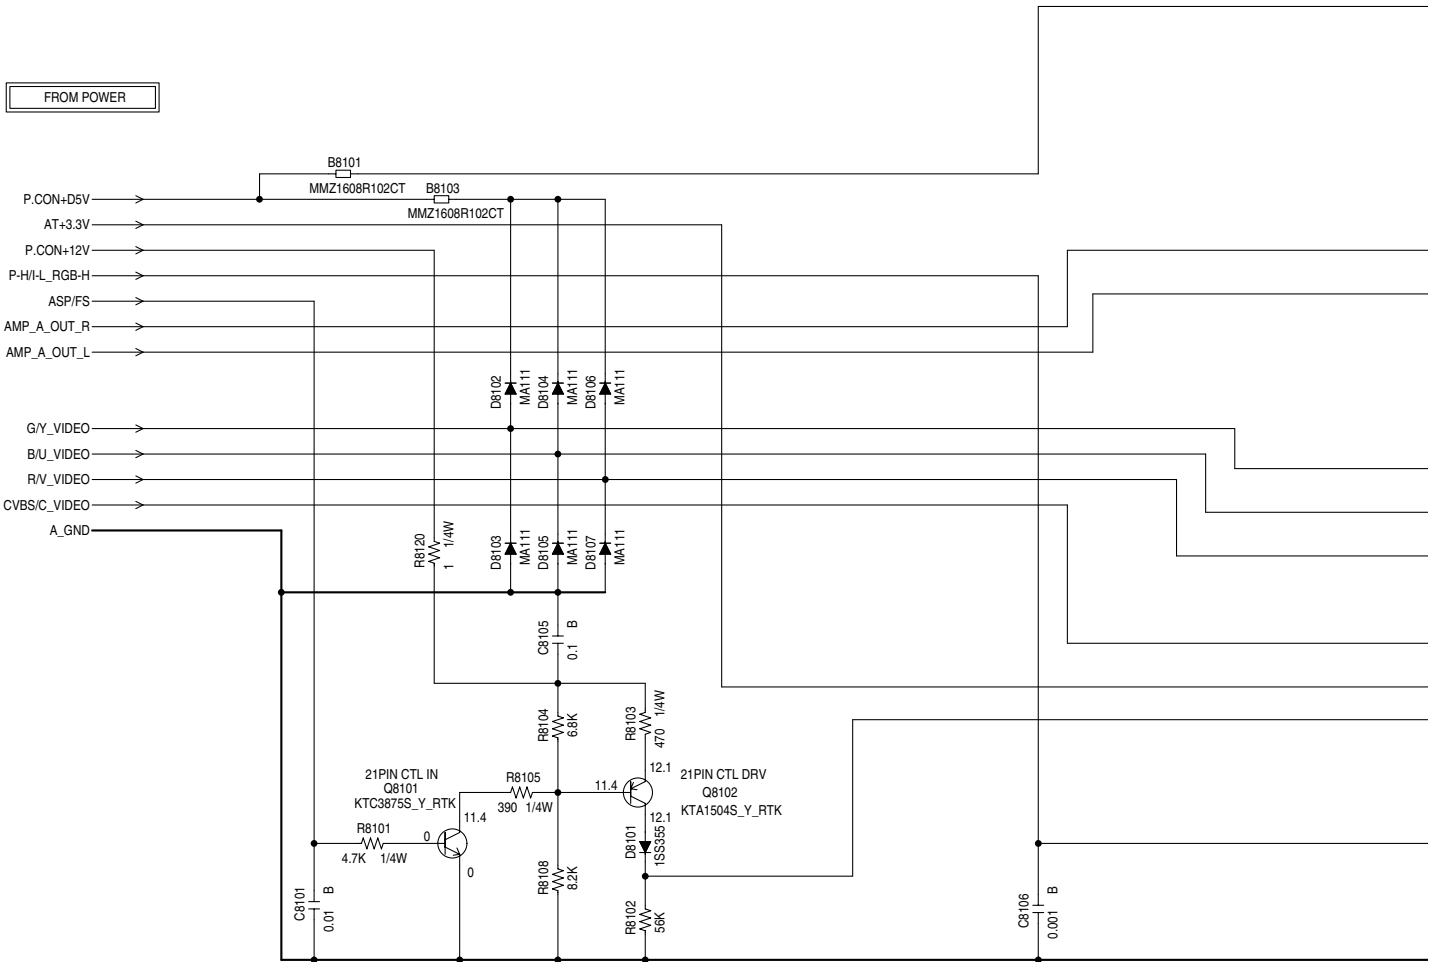 FROM POWER
B8101
MMZ1608R102CT
B8103
MMZ1608R102CT
P.CON+D5V
AT+3.3V
P.CON+12V
P-H/I-L_RGB-H
ASP/FS
AMP_A_OUT_R
AMP_A_OUT_L
D8102
MA111
D8104
MA111
D8106
MA111
G/Y_VIDEO
B/U_VIDEO
R/V_VIDEO
CVBS/C_VIDEO
A_GND
R8120
1 1/4W
D8103
MA111
D8105
MA111
D8107
MA111
C8105
0.1 B
R8104
6.8K
R8103
470 1/4W
12.1
21PIN CTL IN
Q8101
KTC3875S_Y_RTK
11.4
R8105
390 1/4W
11.4
21PIN CTL DRV
Q8102
KTA1504S_Y_RTK
12.1
R8101
4.7K 1/4W
0
0
D8101
1SS355
R8108
8.2K
R8102
56K
C8101
0.01 B
C8106
0.001 B